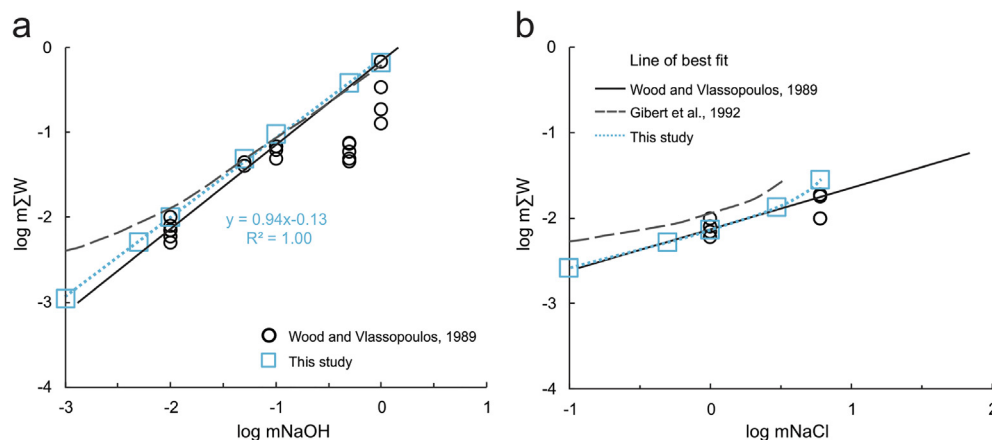 a
0
-1
-2
-3
-4
log m∑W
y = 0.94x-0.13
R² = 1.00
Wood and Vlassopoulos, 1989
This study
-3
-2
-1
0
1
log mNaOH
b
0
-1
-2
-3
-4
log m∑W
Line of best fit
Wood and Vlassopoulos, 1989
Gibert et al., 1992
This study
-1
0
1
2
log mNaCl